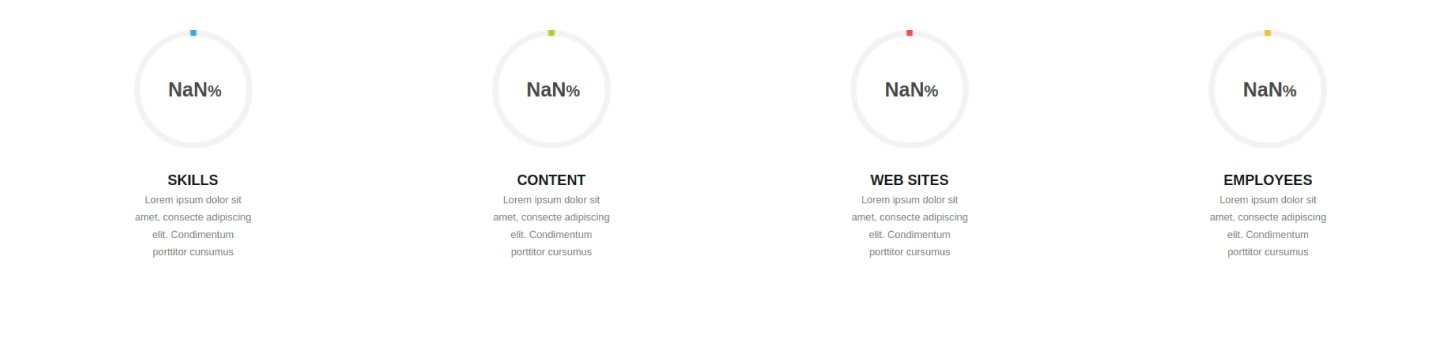 NaN%
SKILLS
Lorem ipsum dolor sit
amet, consecte adipiscing
elit. Condimentum
porttitor cursumus
NaN%
CONTENT
Lorem ipsum dolor sit
amet, consecte adipiscing
elit. Condimentum
porttitor cursumus
NaN%
WEB SITES
Lorem ipsum dolor sit
amet, consecte adipiscing
elit. Condimentum
porttitor cursumus
NaN%
EMPLOYEES
Lorem ipsum dolor sit
amet, consecte adipiscing
elit. Condimentum
porttitor cursumus